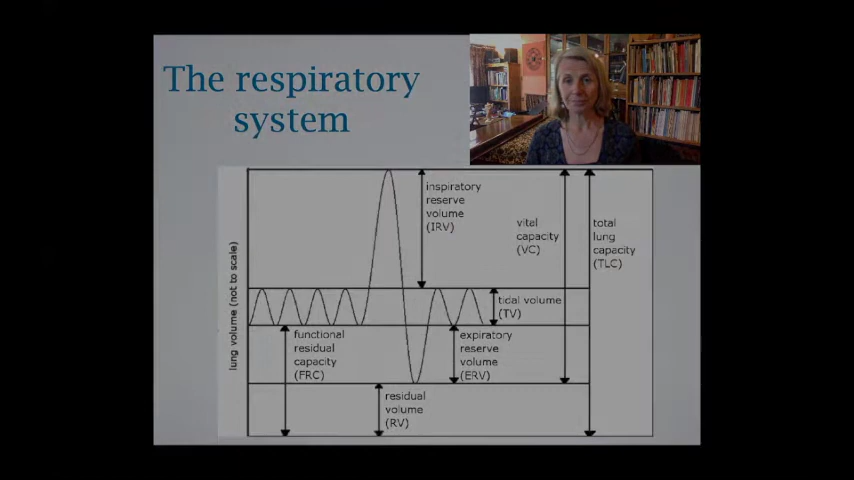 The respiratory
system
inspiratory
reserve
volume
(IRV)
vital
capacity
(VC)
total
lung
capacity
(TLC)
lung volume (not to scale)
tidal volume
(TV)
functional
residual
capacity
(FRC)
expiratory
reserve
volume
(ERV)
residual
volume
(RV)